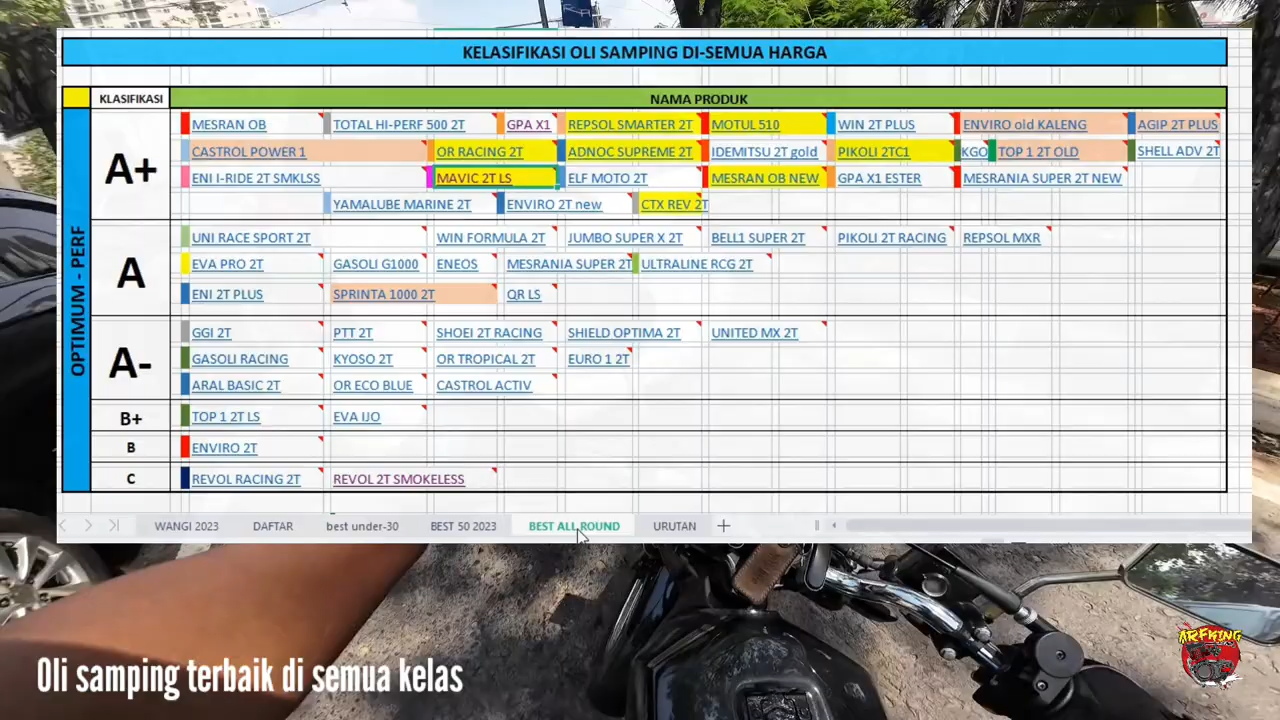 KELASIFIKASI OLI SAMPING DI-SEMUA HARGA
KLASIFIKASI NAMA PRODUK
OPTIMUM - PERF
A+
MESRAN OB TOTAL HI-PERF 500 2T GPA X1 REPSOL SMARTER 2T MOTUL 510 WIN 2T PLUS ENVIRO old KALENG AGIP 2T PLUS
CASTROL POWER 1 OR RACING 2T ADNOC SUPREME 2T IDEMITSU 2T gold PIKOLI 2TC1 KGO TOP 1 2T OLD SHELL ADV 2T
ENI I-RIDE 2T SMKLSS MAVIC 2T LS ELF MOTO 2T MESRAN OB NEW GPA X1 ESTER MESRANIA SUPER 2T NEW
YAMALUBE MARINE 2T ENVIRO 2T new CTX REV 2T
A
UNI RACE SPORT 2T WIN FORMULA 2T JUMBO SUPER X 2T BELL1 SUPER 2T PIKOLI 2T RACING REPSOL MXR
EVA PRO 2T GASOLI G1000 ENEOS MESRANIA SUPER 2T ULTRALINE RCG 2T
ENI 2T PLUS SPRINTA 1000 2T QR LS
A-
GGI 2T PTT 2T SHOEI 2T RACING SHIELD OPTIMA 2T UNITED MX 2T
GASOLI RACING KYOSO 2T OR TROPICAL 2T EURO 1 2T
ARAL BASIC 2T OR ECO BLUE CASTROL ACTIV
B+ TOP 1 2T LS EVA IJO
B ENVIRO 2T
C REVOL RACING 2T REVOL 2T SMOKELESS
WANGI 2023 DAFTAR best under-30 BEST 50 2023 BEST ALL ROUND URUTAN
Oli samping terbaik di semua kelas
ARFKING